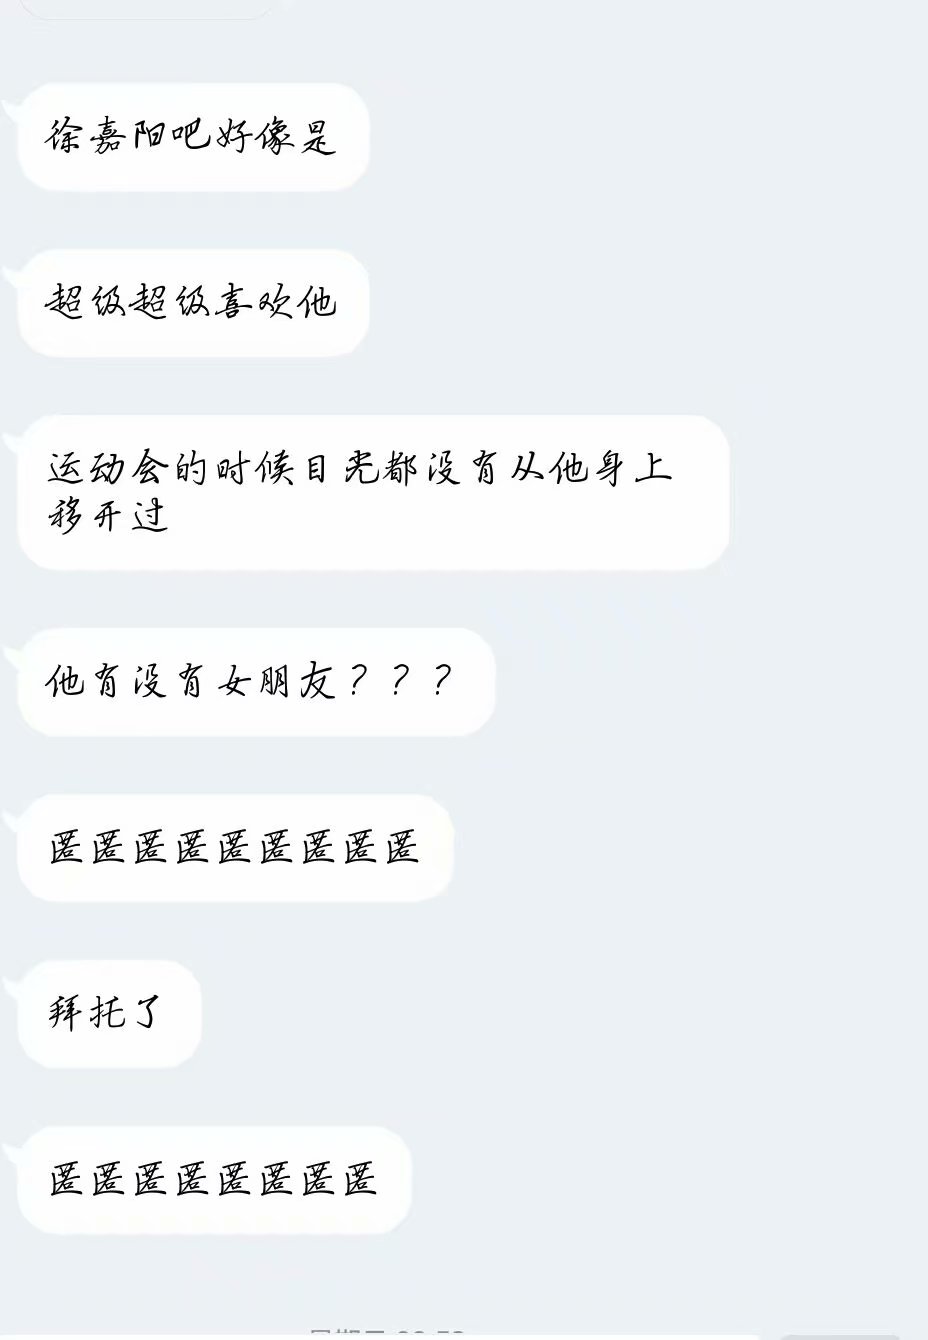 徐嘉阳吧好像是
超级超级喜欢他
运动会的时候目光都没有从他身上
移开过
他有没有女朋友？？？
匿匿匿匿匿匿匿匿匿
拜托了
匿匿匿匿匿匿匿匿